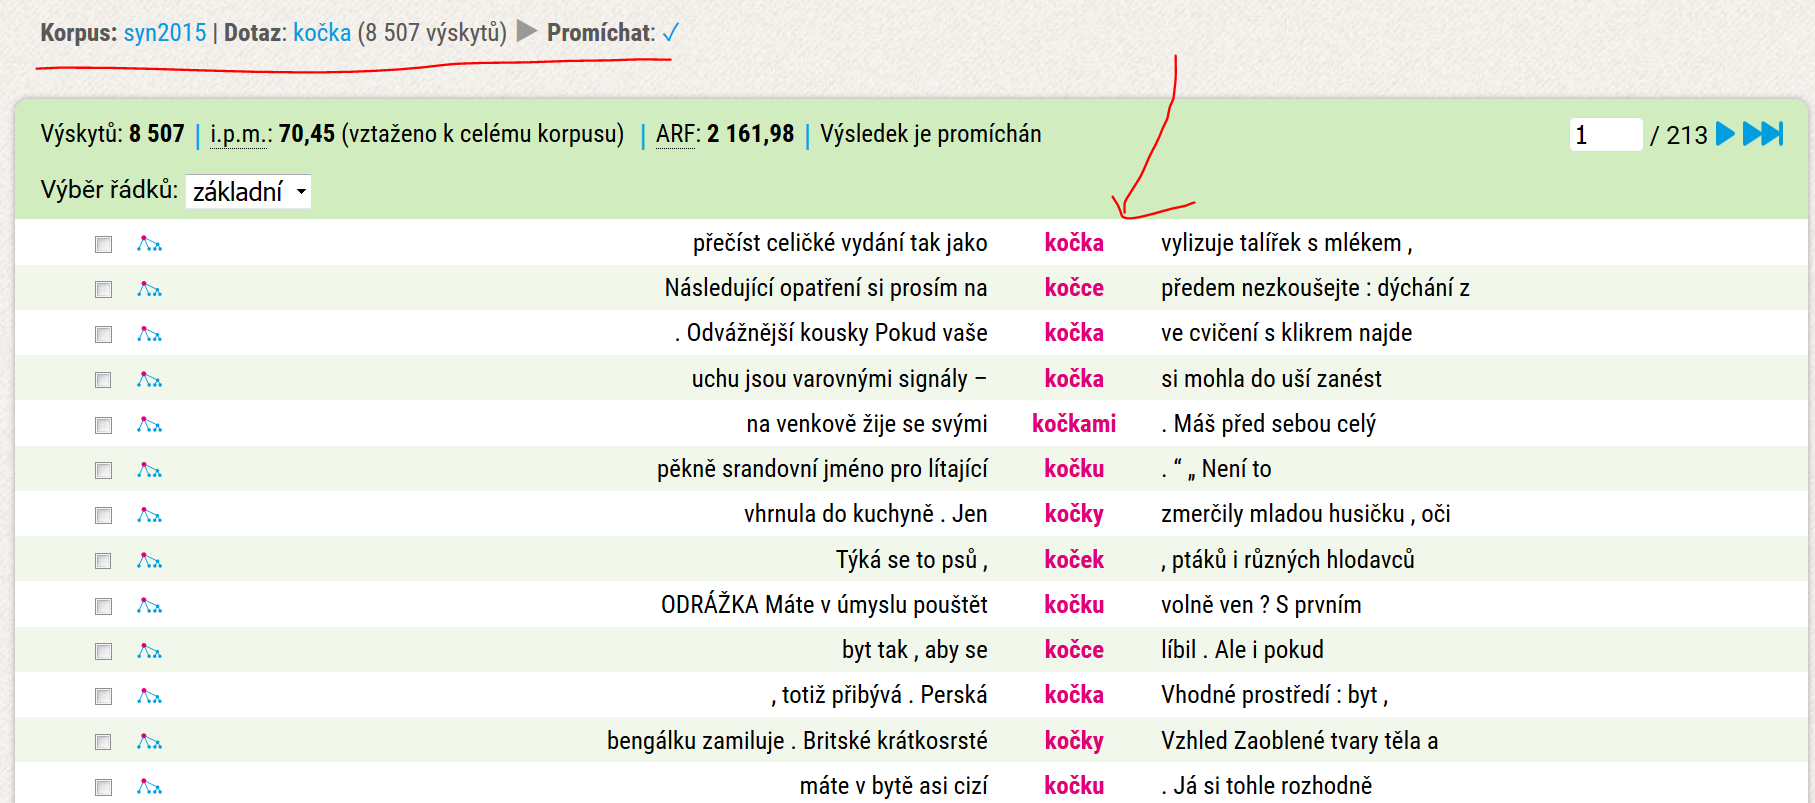 Korpus: syn2015 | Dotaz: kočka (8 507 výskytů) ▶ Promíchat: ✓
Výskytů: 8 507 | i.p.m.: 70,45 (vztaženo k celému korpusu) | ARF: 2 161,98 | Výsledek je promíchán 1 / 213
Výběr řádků: základní
přečíst celičké vydání tak jako kočka vylizuje talířek s mlékem ,
Následující opatření si prosím na kočce předem nezkoušejte : dýchání z
. Odvážnější kousky Pokud vaše kočka ve cvičení s klikrem najde
uchu jsou varovnými signály – kočka si mohla do uší zanést
na venkově žije se svými kočkami . Máš před sebou celý
pěkně srandovní jméno pro lítající kočku . “ „ Není to
vhrnula do kuchyně . Jen kočky zmerčily mladou husičku , oči
Týká se to psů , koček , ptáků i různých hlodavců
ODRÁŽKA Máte v úmyslu pouštět kočku volně ven ? S prvním
byt tak , aby se kočce líbil . Ale i pokud
, totiž přibývá . Perská kočka Vhodné prostředí : byt ,
bengálku zamiluje . Britské krátkosrsté kočky Vzhled Zaoblené tvary těla a
máte v bytě asi cizí kočku . Já si tohle rozhodně